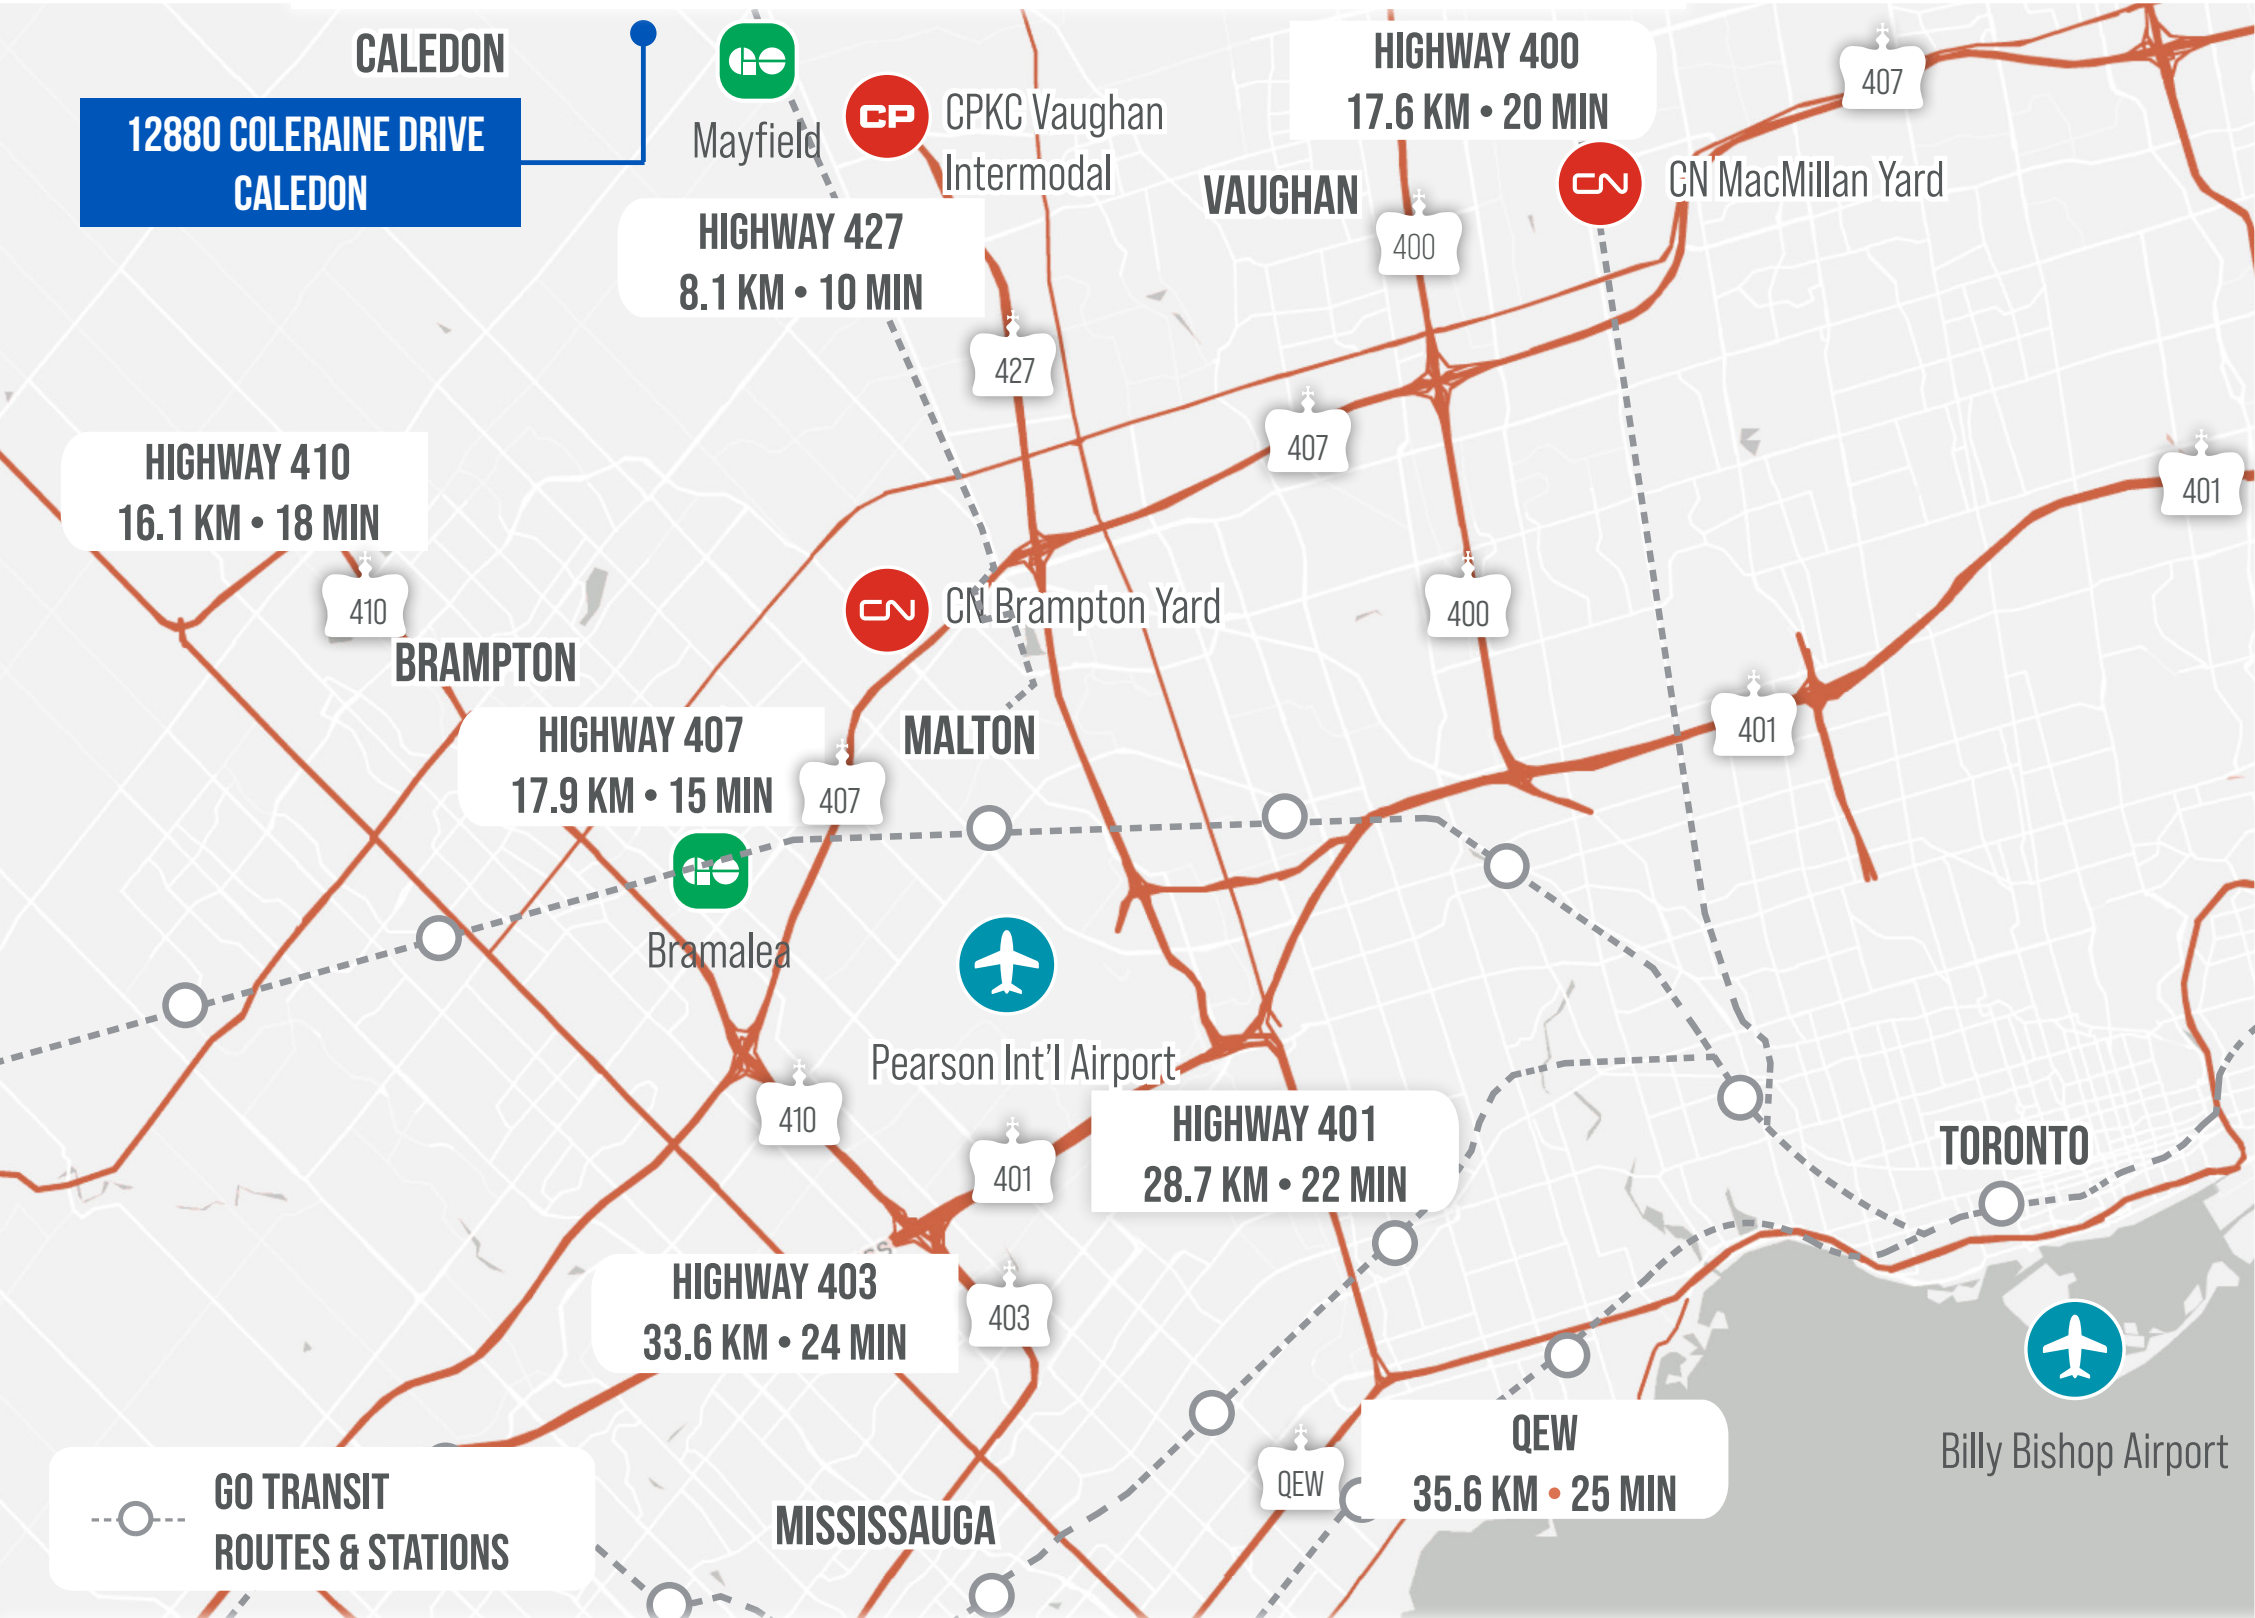 CALEDON
12880 COLERAINE DRIVE
CALEDON
Mayfield
CP
CPKC Vaughan
Intermodal
HIGHWAY 400
17.6 KM • 20 MIN
407
CN
CN MacMillan Yard
VAUGHAN
400
HIGHWAY 427
8.1 KM • 10 MIN
427
407
HIGHWAY 410
16.1 KM • 18 MIN
401
410
CN
CN Brampton Yard
400
BRAMPTON
HIGHWAY 407
17.9 KM • 15 MIN
407
MALTON
401
GO
Bramalea
Pearson Int'l Airport
410
HIGHWAY 401
28.7 KM • 22 MIN
401
TORONTO
HIGHWAY 403
33.6 KM • 24 MIN
403
QEW
35.6 KM • 25 MIN
QEW
Billy Bishop Airport
GO TRANSIT
ROUTES & STATIONS
MISSISSAUGA